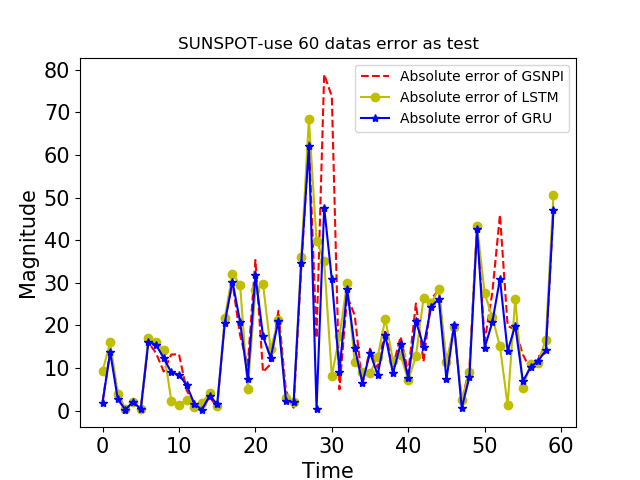 SUNSPOT-use 60 datas error as test
Absolute error of GSNPI
Absolute error of LSTM
Absolute error of GRU
80
70
60
50
40
30
20
10
0
Magnitude
0 10 20 30 40 50 60
Time